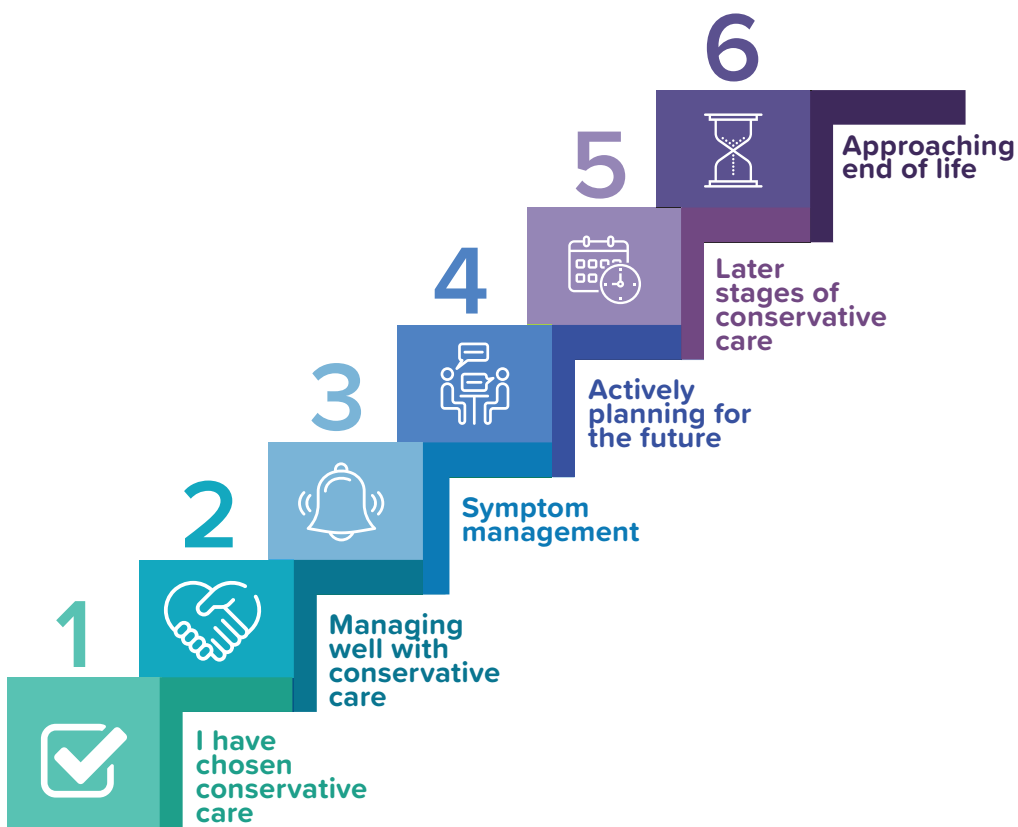 1
I have
chosen
conservative
care
2
Managing
well with
conservative
care
3
Symptom
management
4
Actively
planning for
the future
5
Later
stages of
conservative
care
6
Approaching
end of life